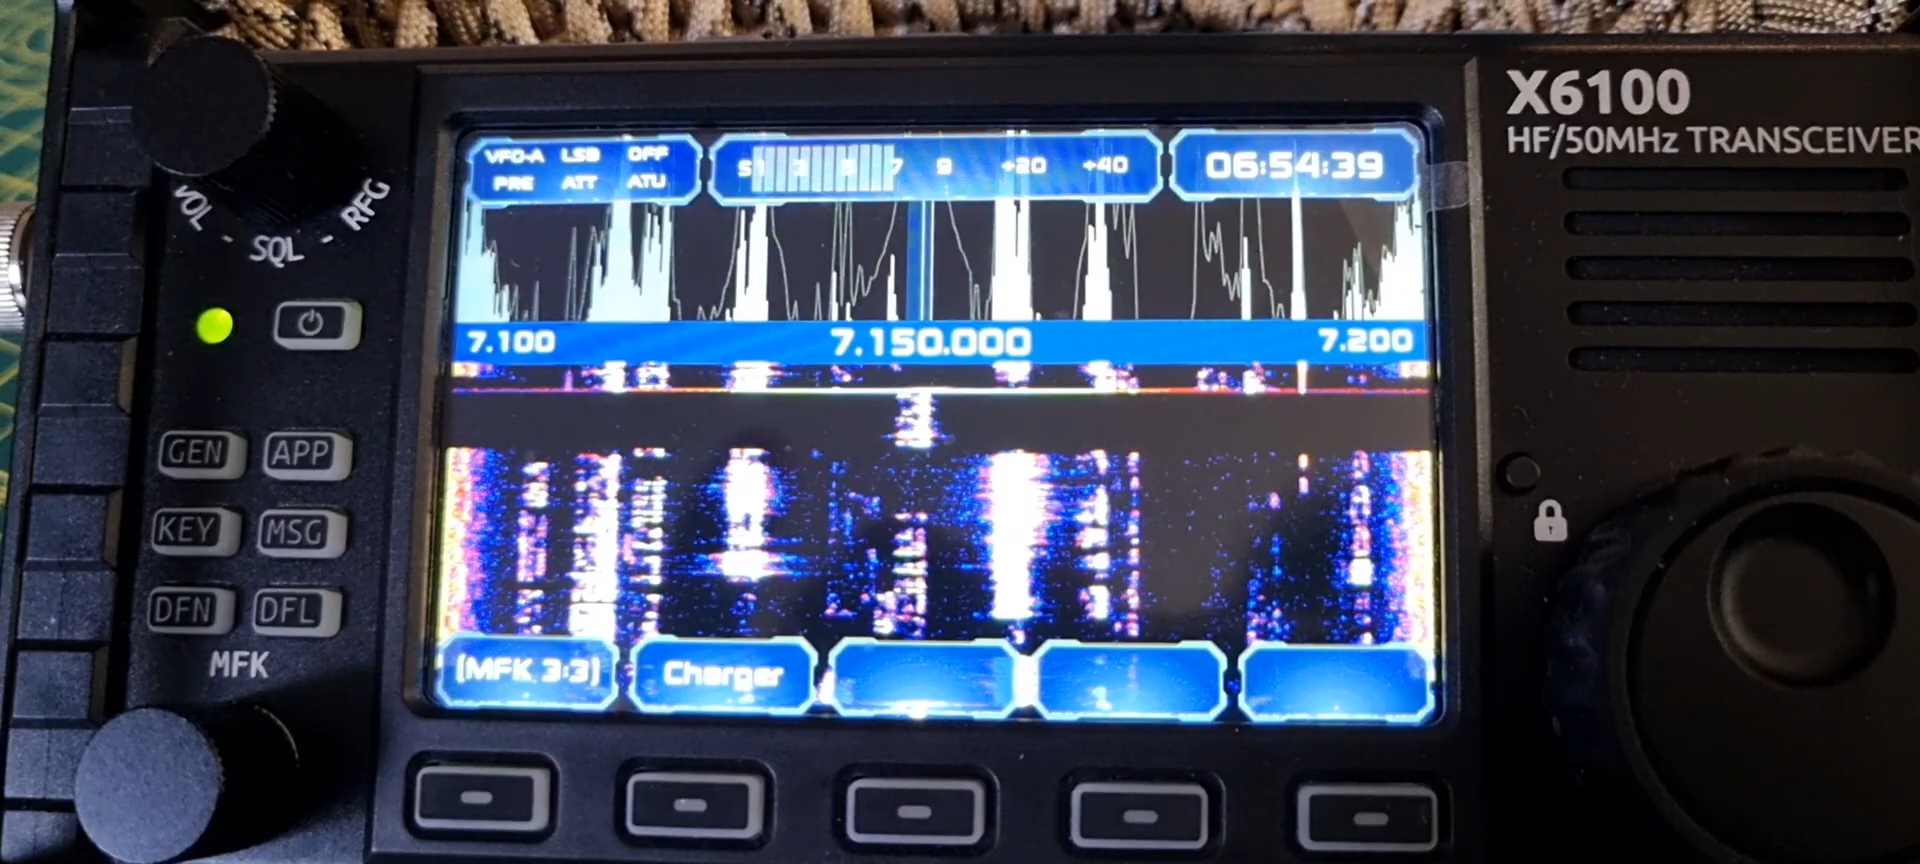 X6100
HF/50MHz TRANSCEIVER
VFO-A LSB OFF
PRE ATT ATU
S1 3 5 7 9 +20 +40
06:54:39
VOL - SQL - RFG
7.100 7.150.000 7.200
GEN APP
KEY MSG
DFN DFL
MFK
(MFK 3:3) Charger